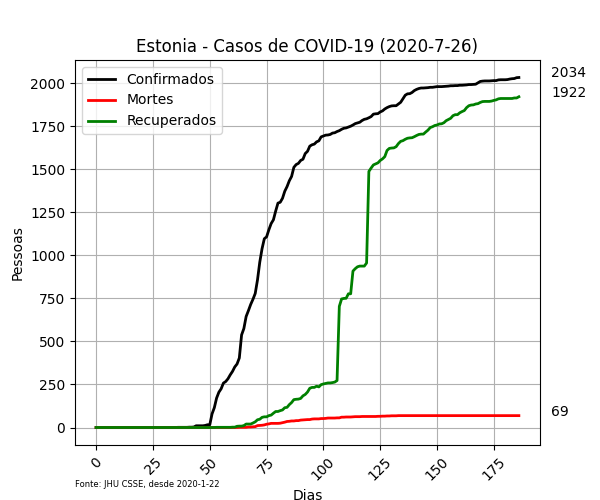 Estonia - Casos de COVID-19 (2020-7-26)
Confirmados
Mortes
Recuperados
2034
1922
69
Pessoas
2000
1750
1500
1250
1000
750
500
250
0
0 25 50 75 100 125 150 175
Fonte: JHU CSSE, desde 2020-1-22
Dias